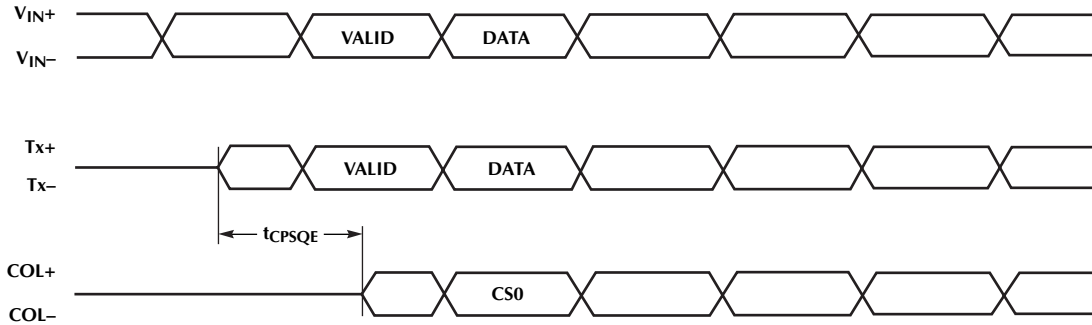 VIN+
VALID DATA
VIN–
Tx+
VALID DATA
Tx–
tCPSQE
COL+
CS0
COL–